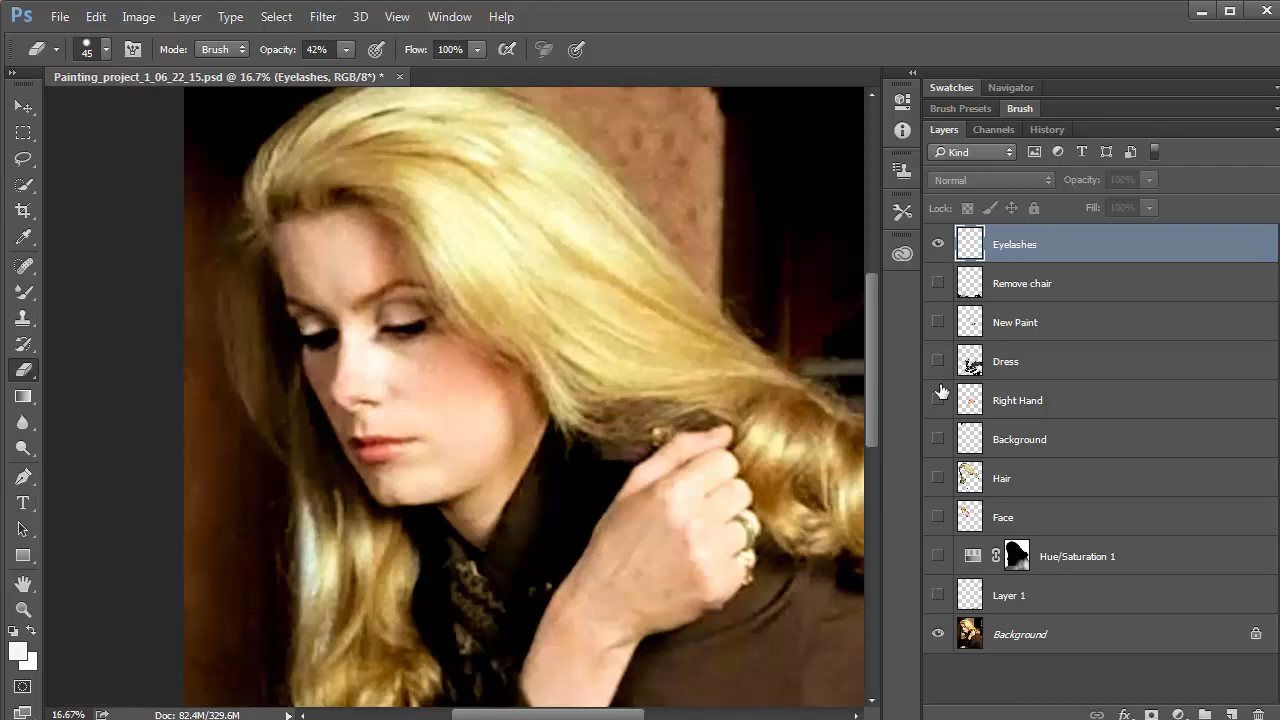 Ps File Edit Image Layer Type Select Filter 3D View Window Help
45 Mode: Brush Opacity: 42% Flow: 100%
Painting_project_1_06_22_15.psd @ 16.7% (Eyelashes, RGB/8*) * ×
Swatches Navigator
Brush Presets Brush
Layers Channels History
Kind
Normal Opacity: 100%
Lock: Fill: 100%
Eyelashes
Remove chair
New Paint
Dress
Right Hand
Background
Hair
Face
Hue/Saturation 1
Layer 1
Background
16.67% Doc: 82.4M/329.6M
fx